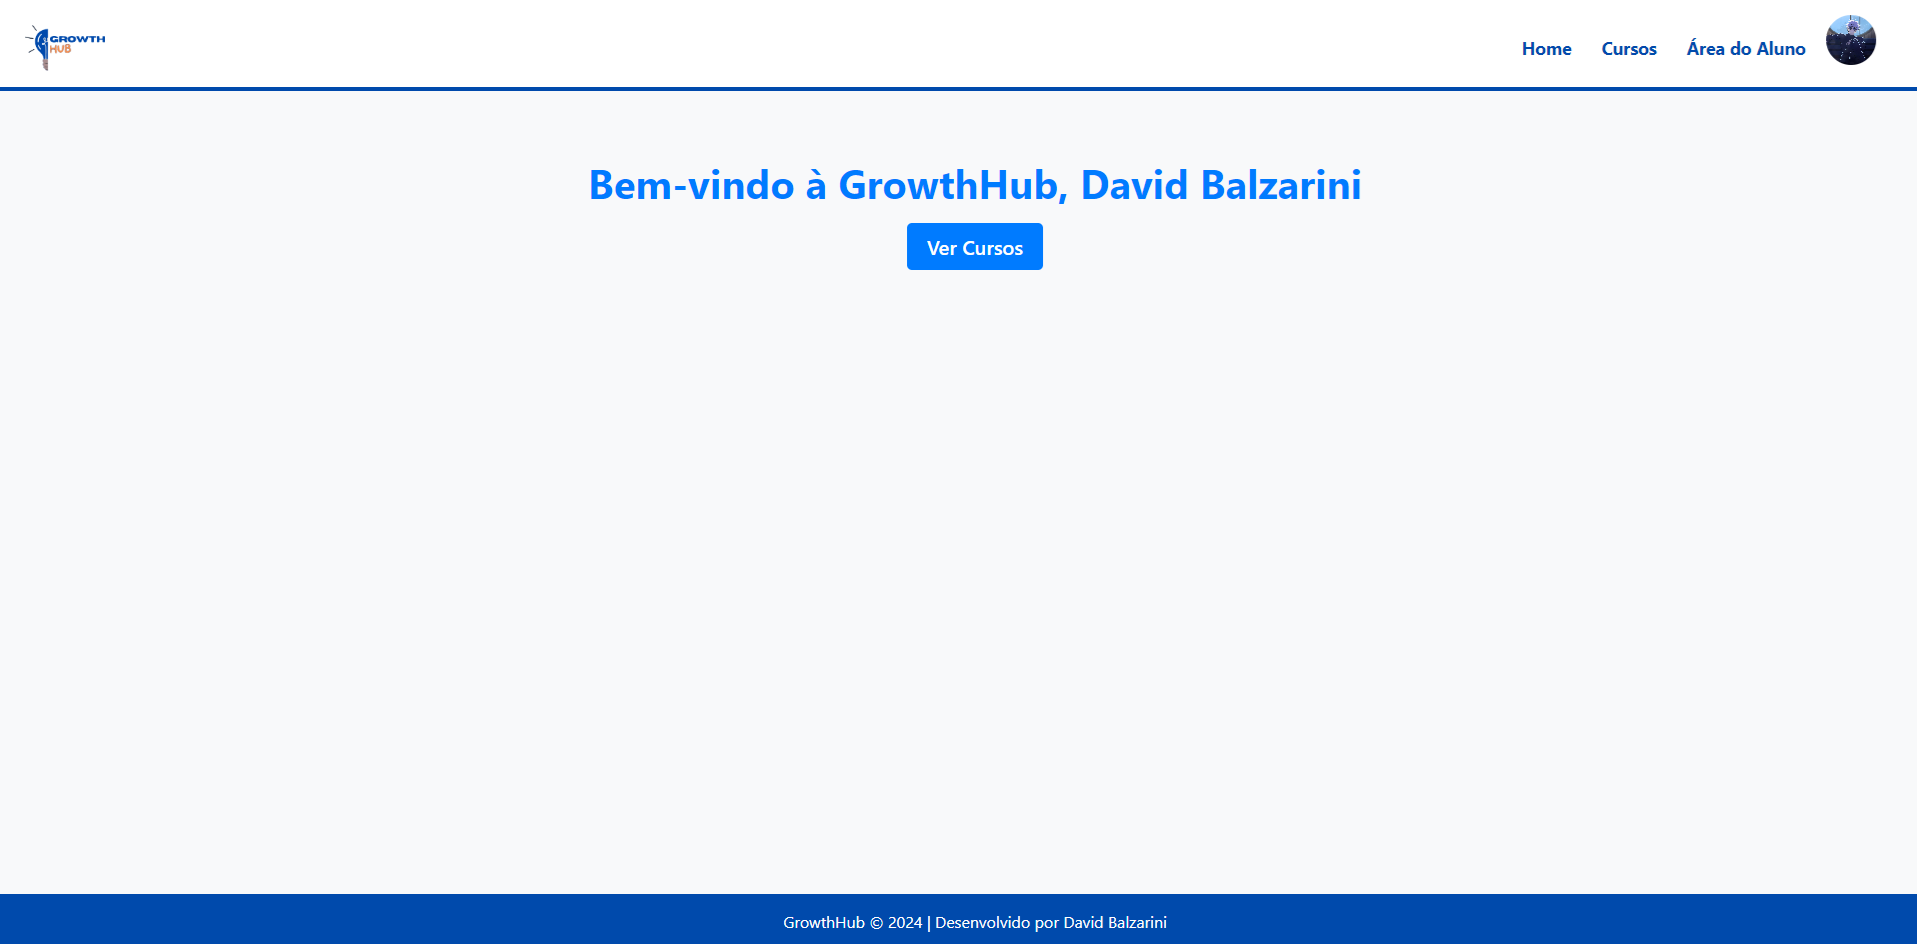 GROWTH
HUB
Home
Cursos
Área do Aluno
Bem-vindo à GrowthHub, David Balzarini
Ver Cursos
GrowthHub © 2024 | Desenvolvido por David Balzarini